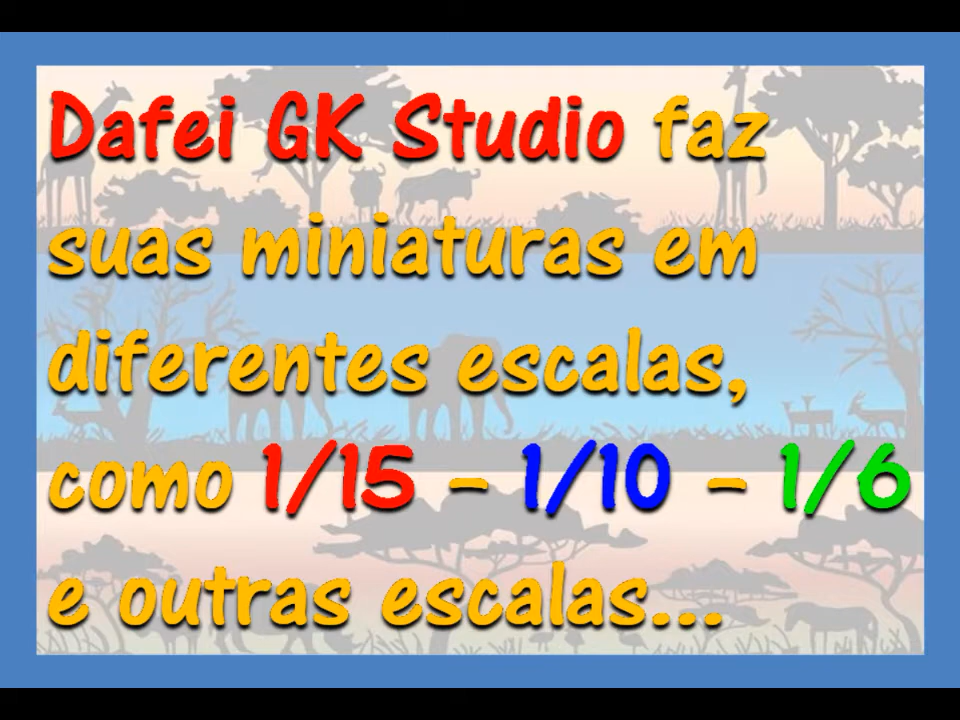 Dafei GK Studio faz
suas miniaturas em
diferentes escalas,
como 1/15 - 1/10 - 1/6
e outras escalas...